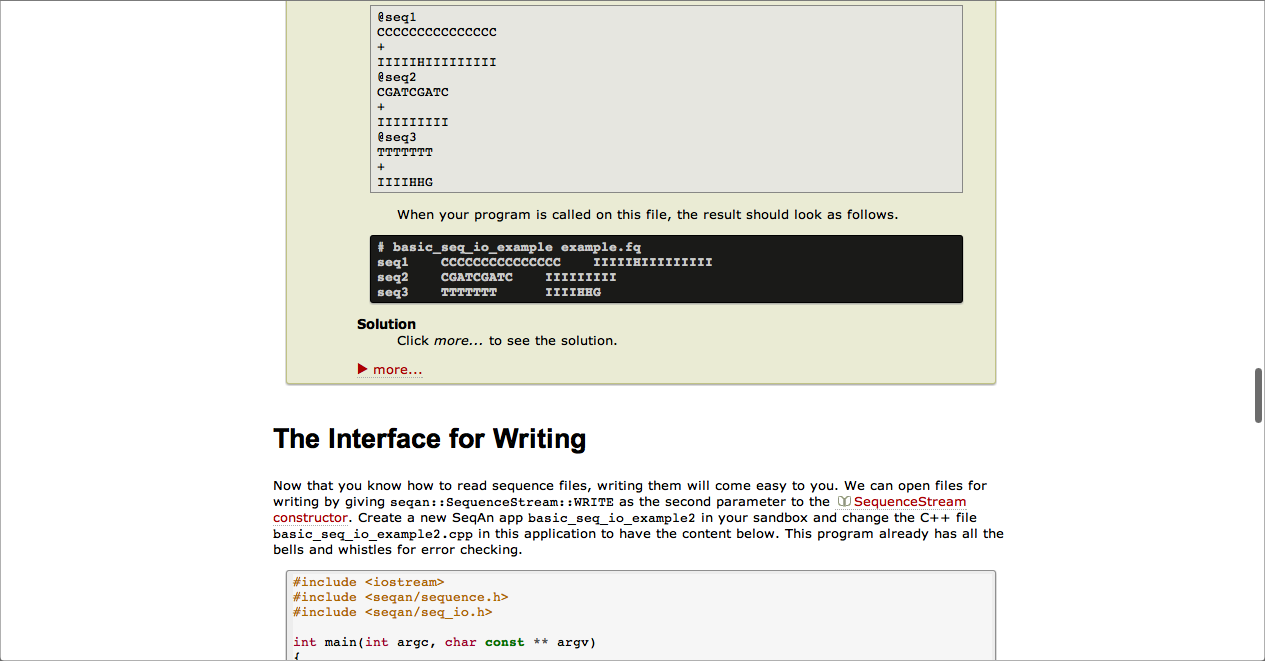 @seq1
CCCCCCCCCCCCCCC
+
IIIIIHIIIIIIIII
@seq2
CGATCGATC
+
IIIIIIIII
@seq3
TTTTTTT
+
IIIIHHG
When your program is called on this file, the result should look as follows.
# basic_seq_io_example example.fq
seq1    CCCCCCCCCCCCCCC    IIIIIHIIIIIIIII
seq2    CGATCGATC    IIIIIIIII
seq3    TTTTTTT      IIIIHHG
Solution
Click more... to see the solution.
more...
The Interface for Writing
Now that you know how to read sequence files, writing them will come easy to you. We can open files for
writing by giving seqan::SequenceStream::WRITE as the second parameter to the SequenceStream
constructor. Create a new SeqAn app basic_seq_io_example2 in your sandbox and change the C++ file
basic_seq_io_example2.cpp in this application to have the content below. This program already has all the
bells and whistles for error checking.
#include <iostream>
#include <seqan/sequence.h>
#include <seqan/seq_io.h>
int main(int argc, char const ** argv)
{